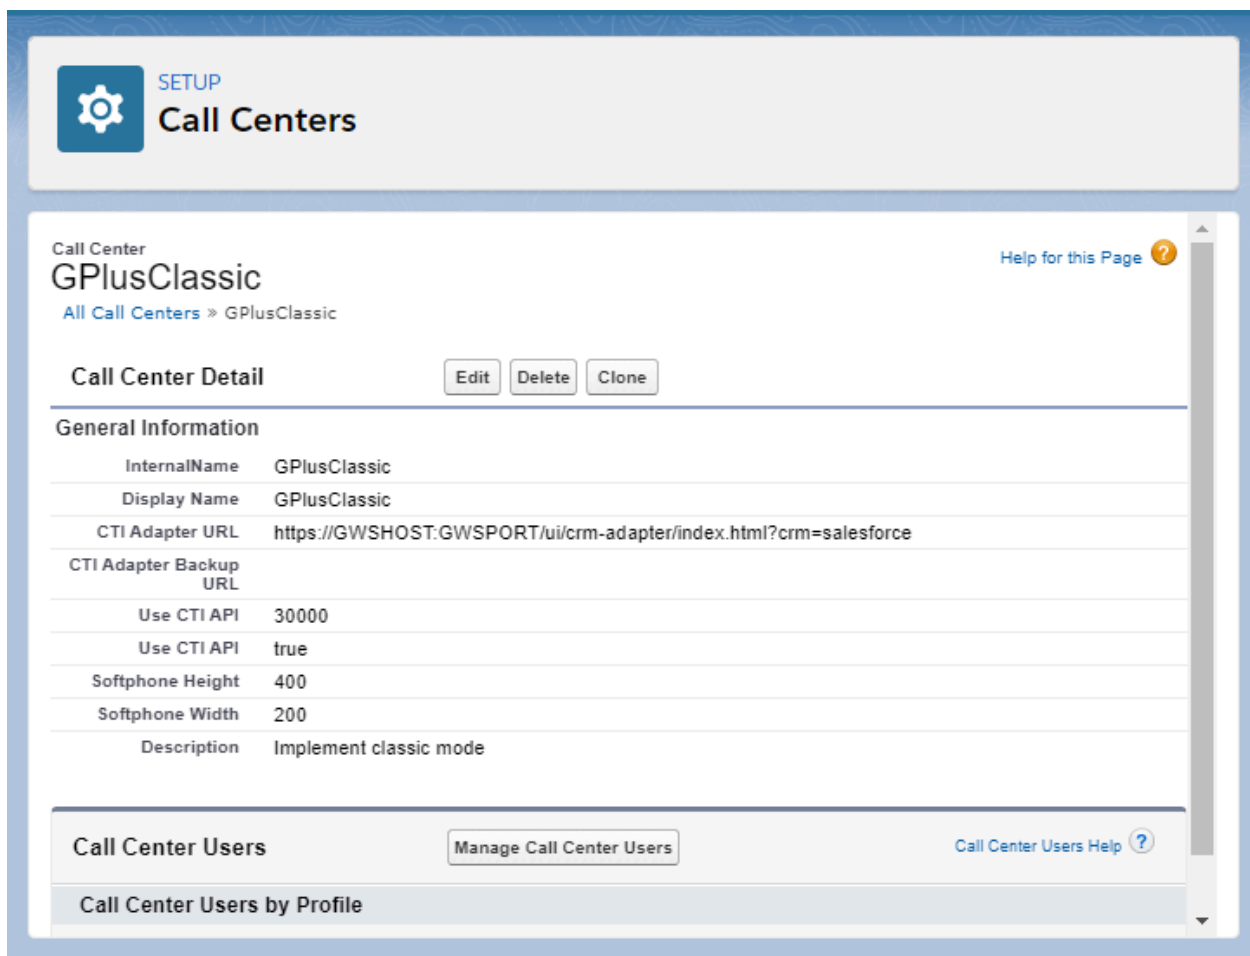 SETUP
Call Centers
Call Center
GPlusClassic
Help for this Page ?
All Call Centers » GPlusClassic
Call Center Detail
Edit Delete Clone
General Information
InternalName GPlusClassic
Display Name GPlusClassic
CTI Adapter URL https://GWSHOST:GWSPORT/ui/crm-adapter/index.html?crm=salesforce
CTI Adapter Backup
URL
Use CTI API 30000
Use CTI API true
Softphone Height 400
Softphone Width 200
Description Implement classic mode
Call Center Users Manage Call Center Users Call Center Users Help ?
Call Center Users by Profile